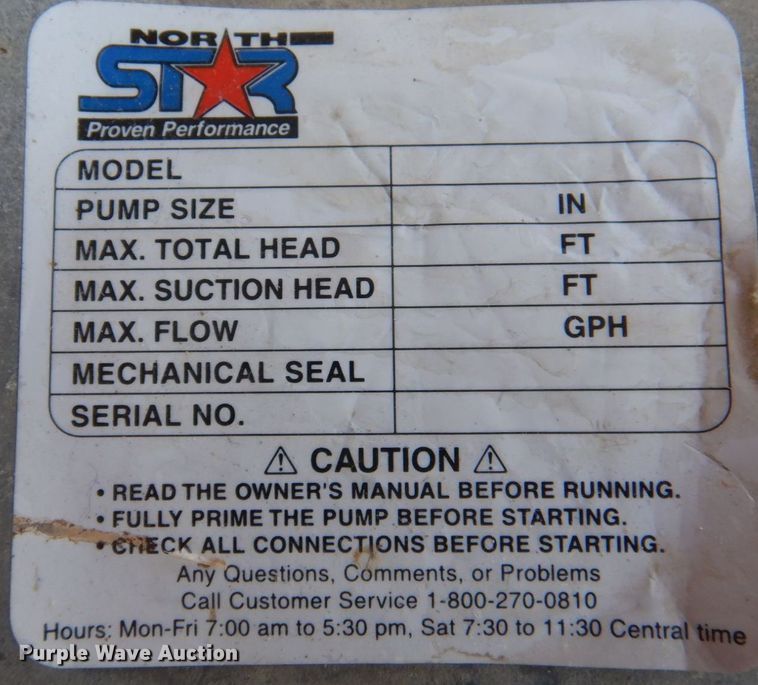 NORTH
STAR
Proven Performance
MODEL
PUMP SIZE IN
MAX. TOTAL HEAD FT
MAX. SUCTION HEAD FT
MAX. FLOW GPH
MECHANICAL SEAL
SERIAL NO.
⚠ CAUTION ⚠
• READ THE OWNER'S MANUAL BEFORE RUNNING.
• FULLY PRIME THE PUMP BEFORE STARTING.
• CHECK ALL CONNECTIONS BEFORE STARTING.
Any Questions, Comments, or Problems
Call Customer Service 1-800-270-0810
Hours: Mon-Fri 7:00 am to 5:30 pm, Sat 7:30 to 11:30 Central time
Purple Wave Auction